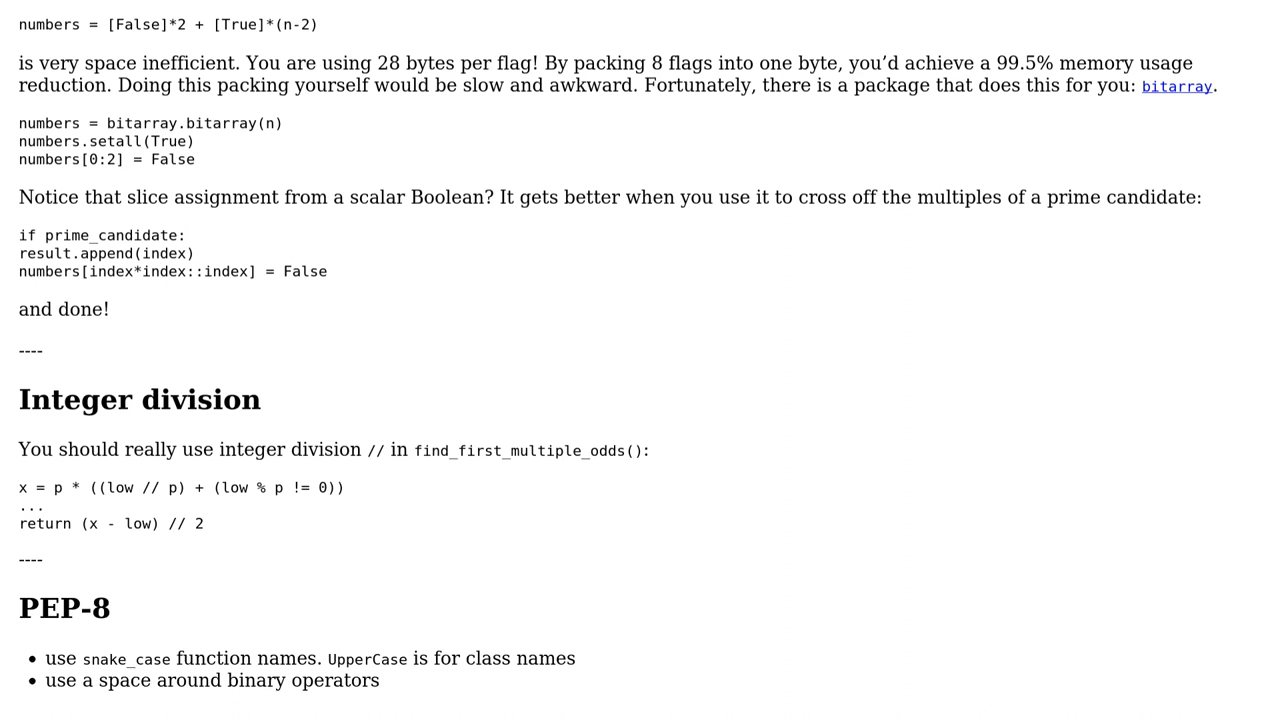 numbers = [False]*2 + [True]*(n-2)
is very space inefficient. You are using 28 bytes per flag! By packing 8 flags into one byte, you’d achieve a 99.5% memory usage
reduction. Doing this packing yourself would be slow and awkward. Fortunately, there is a package that does this for you: bitarray.
numbers = bitarray.bitarray(n)
numbers.setall(True)
numbers[0:2] = False
Notice that slice assignment from a scalar Boolean? It gets better when you use it to cross off the multiples of a prime candidate:
if prime_candidate:
result.append(index)
numbers[index*index::index] = False
and done!
----
Integer division
You should really use integer division // in find_first_multiple_odds():
x = p * ((low // p) + (low % p != 0))
...
return (x - low) // 2
----
PEP-8
• use snake_case function names. UpperCase is for class names
• use a space around binary operators